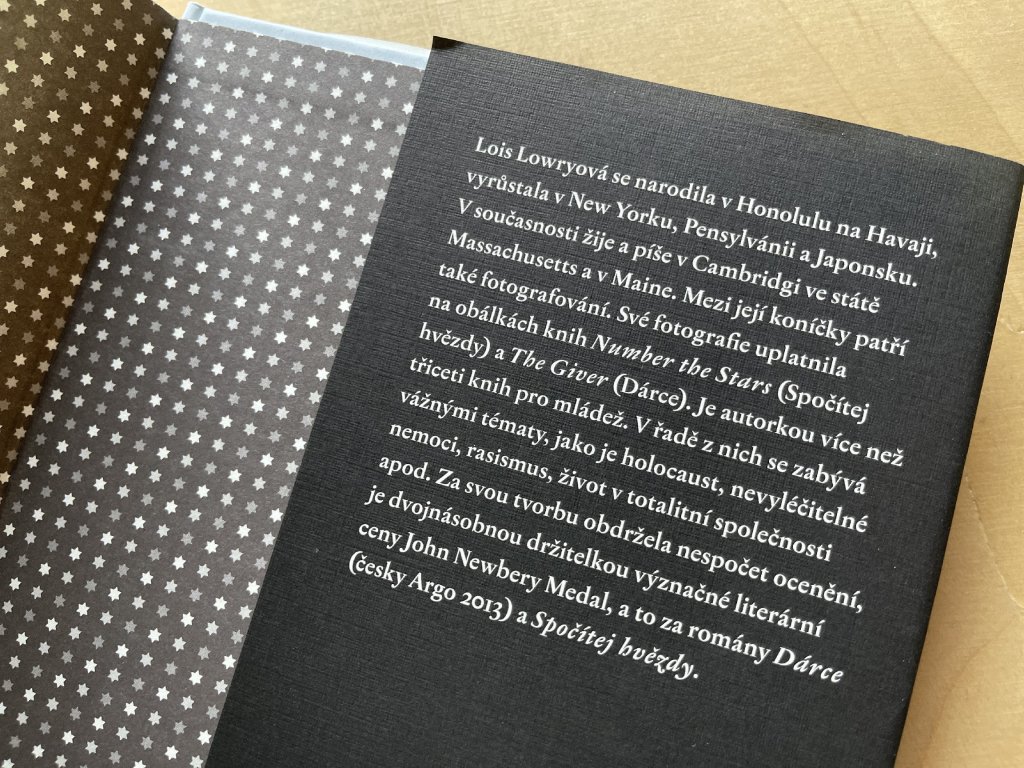 Lois Lowryová se narodila v Honolulu na Havaji,
vyrůstala v New Yorku, Pensylvánii a Japonsku.
V současnosti žije a píše v Cambridgi ve státě
Massachusetts a v Maine. Mezi její koníčky patří
také fotografování. Své fotografie uplatnila
na obálkách knih Number the Stars (Spočítej
hvězdy) a The Giver (Dárce). Je autorkou více než
třiceti knih pro mládež. V řadě z nich se zabývá
vážnými tématy, jako je holocaust, nevyléčitelné
nemoci, rasismus, život v totalitní společnosti
apod. Za svou tvorbu obdržela nespočet ocenění,
je dvojnásobnou držitelkou význačné literární
ceny John Newbery Medal, a to za romány Dárce
(česky Argo 2013) a Spočítej hvězdy.